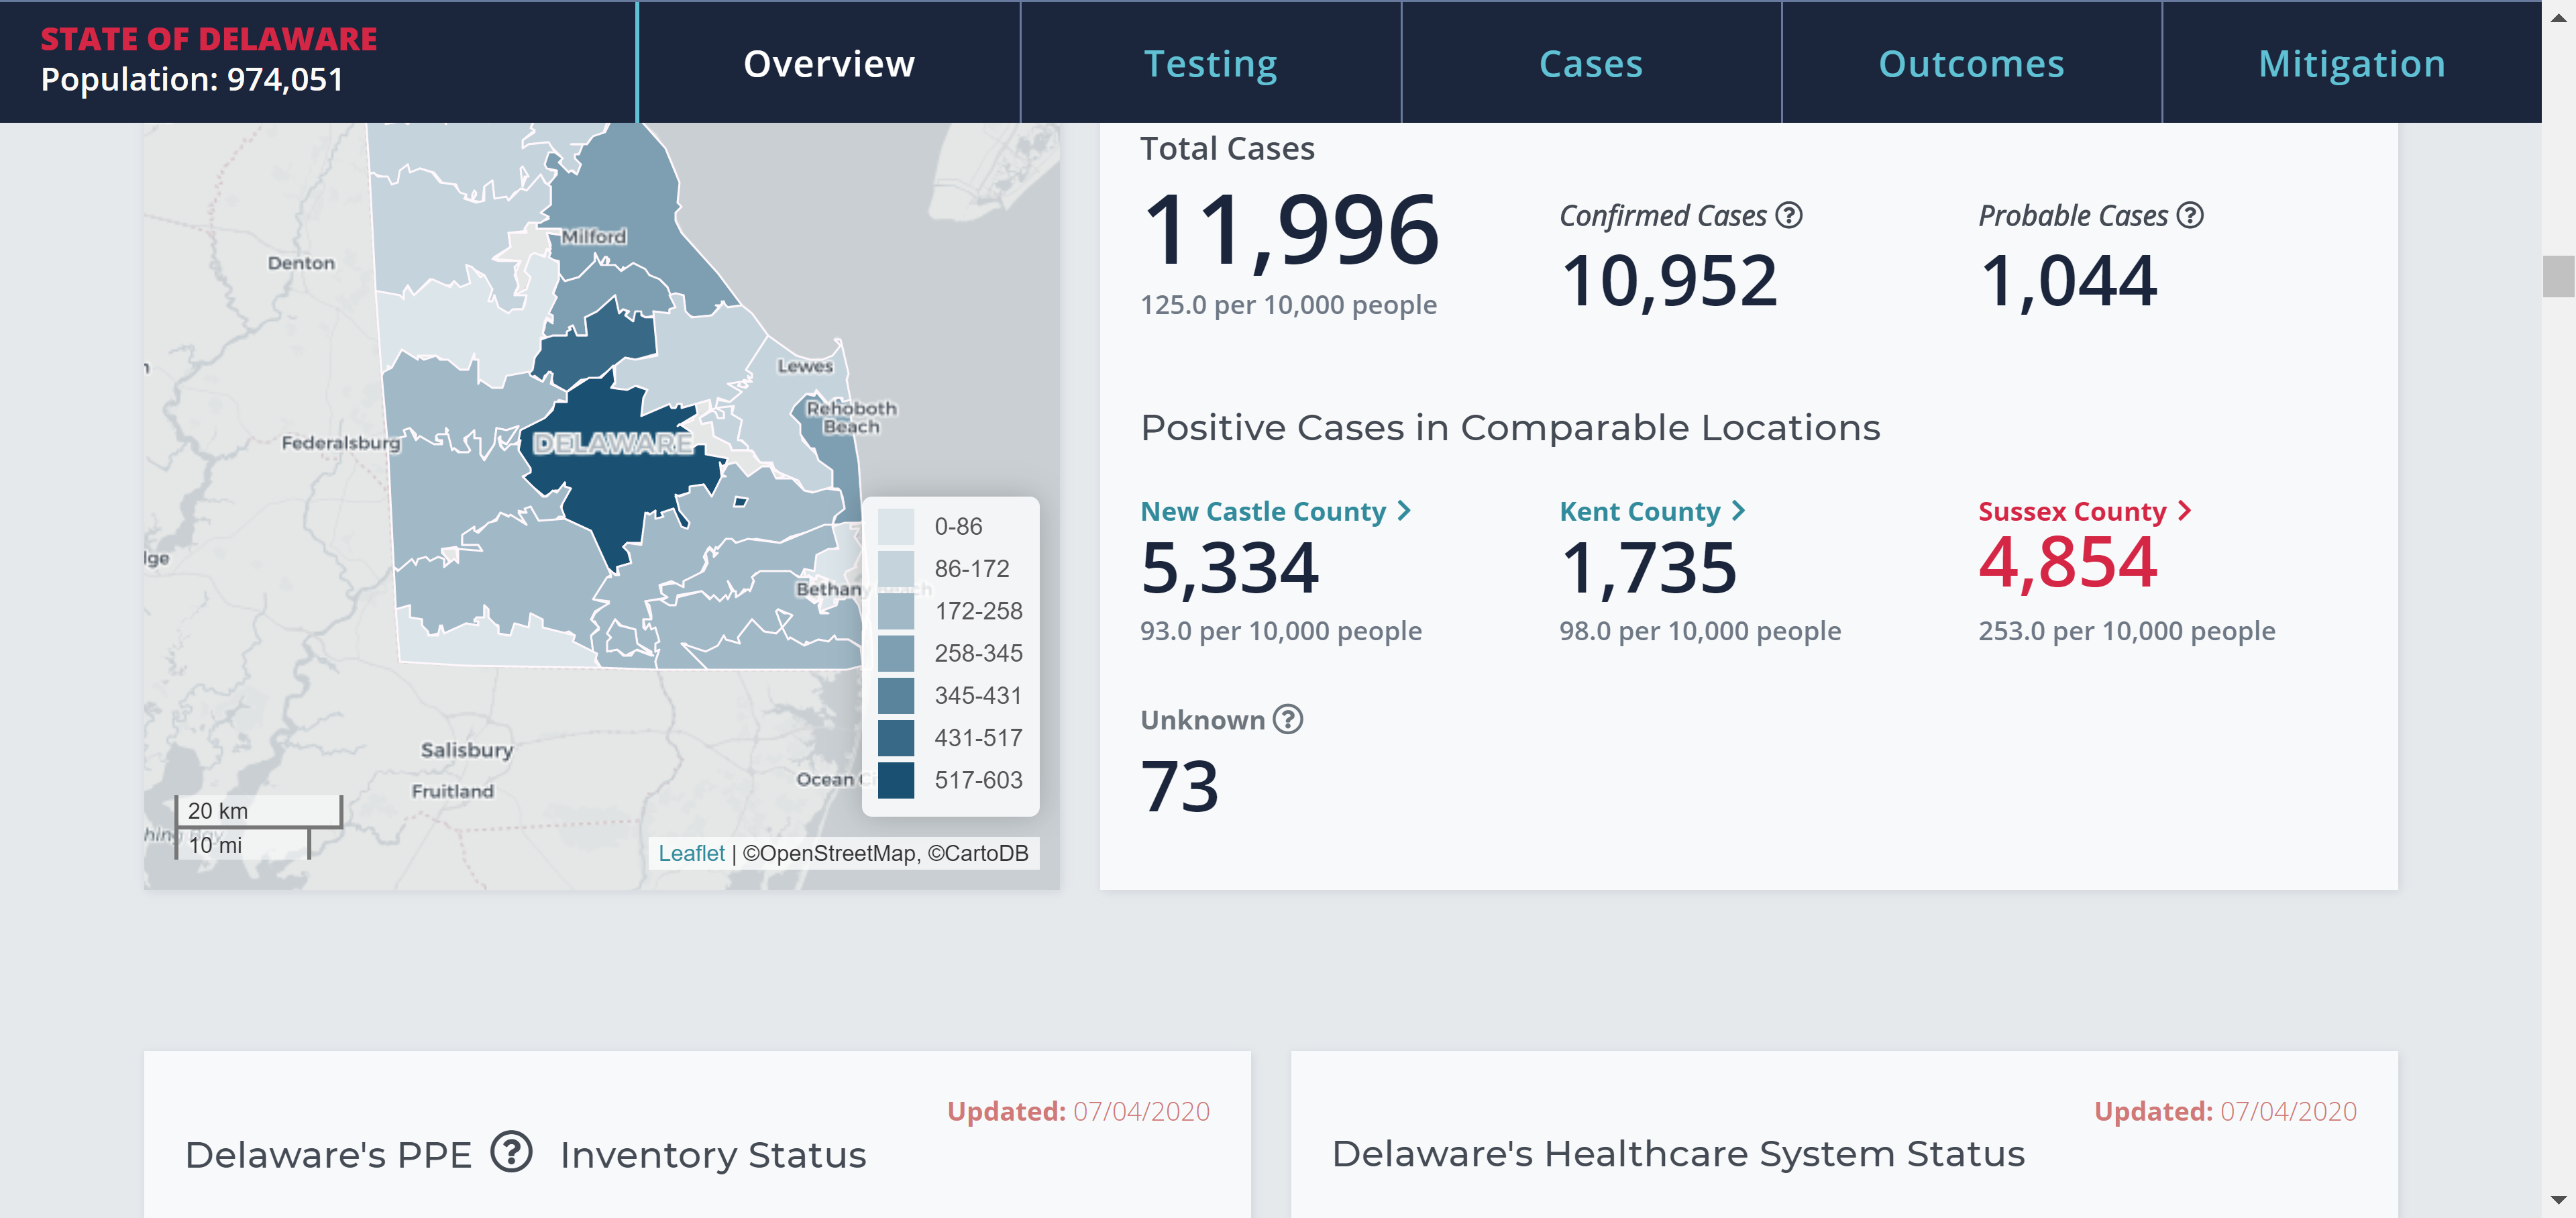 STATE OF DELAWARE
Population: 974,051
Overview
Testing
Cases
Outcomes
Mitigation
Milford
Denton
Lewes
Rehoboth
Beach
Federalsburg
DELAWARE
Salisbury
Fruitland
0-86
86-172
172-258
258-345
345-431
431-517
517-603
20 km
10 mi
Leaflet | ©OpenStreetMap, ©CartoDB
Total Cases
11,996
125.0 per 10,000 people
Confirmed Cases ?
10,952
Probable Cases ?
1,044
Positive Cases in Comparable Locations
New Castle County >
5,334
93.0 per 10,000 people
Kent County >
1,735
98.0 per 10,000 people
Sussex County >
4,854
253.0 per 10,000 people
Unknown ?
73
Updated: 07/04/2020
Delaware's PPE ? Inventory Status
Updated: 07/04/2020
Delaware's Healthcare System Status